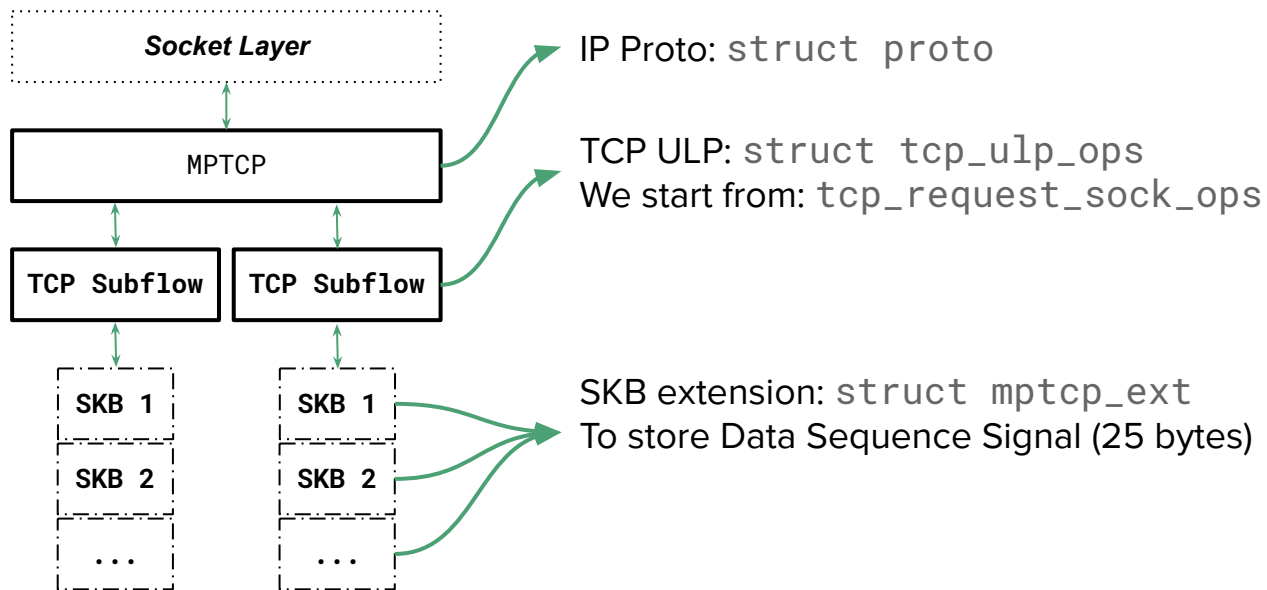 Socket Layer
IP Proto: struct proto
MPTCP
TCP ULP: struct tcp_ulp_ops
We start from: tcp_request_sock_ops
TCP Subflow
TCP Subflow
SKB 1
SKB 1
SKB extension: struct mptcp_ext
To store Data Sequence Signal (25 bytes)
SKB 2
SKB 2
...
...